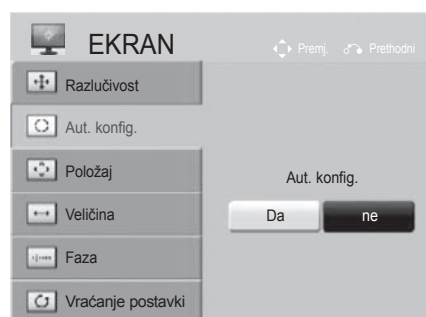 EKRAN
Premj. Prethodni
Razlučivost
Aut. konfig.
Položaj
Veličina
Faza
Vraćanje postavki
Aut. konfig.
Da ne